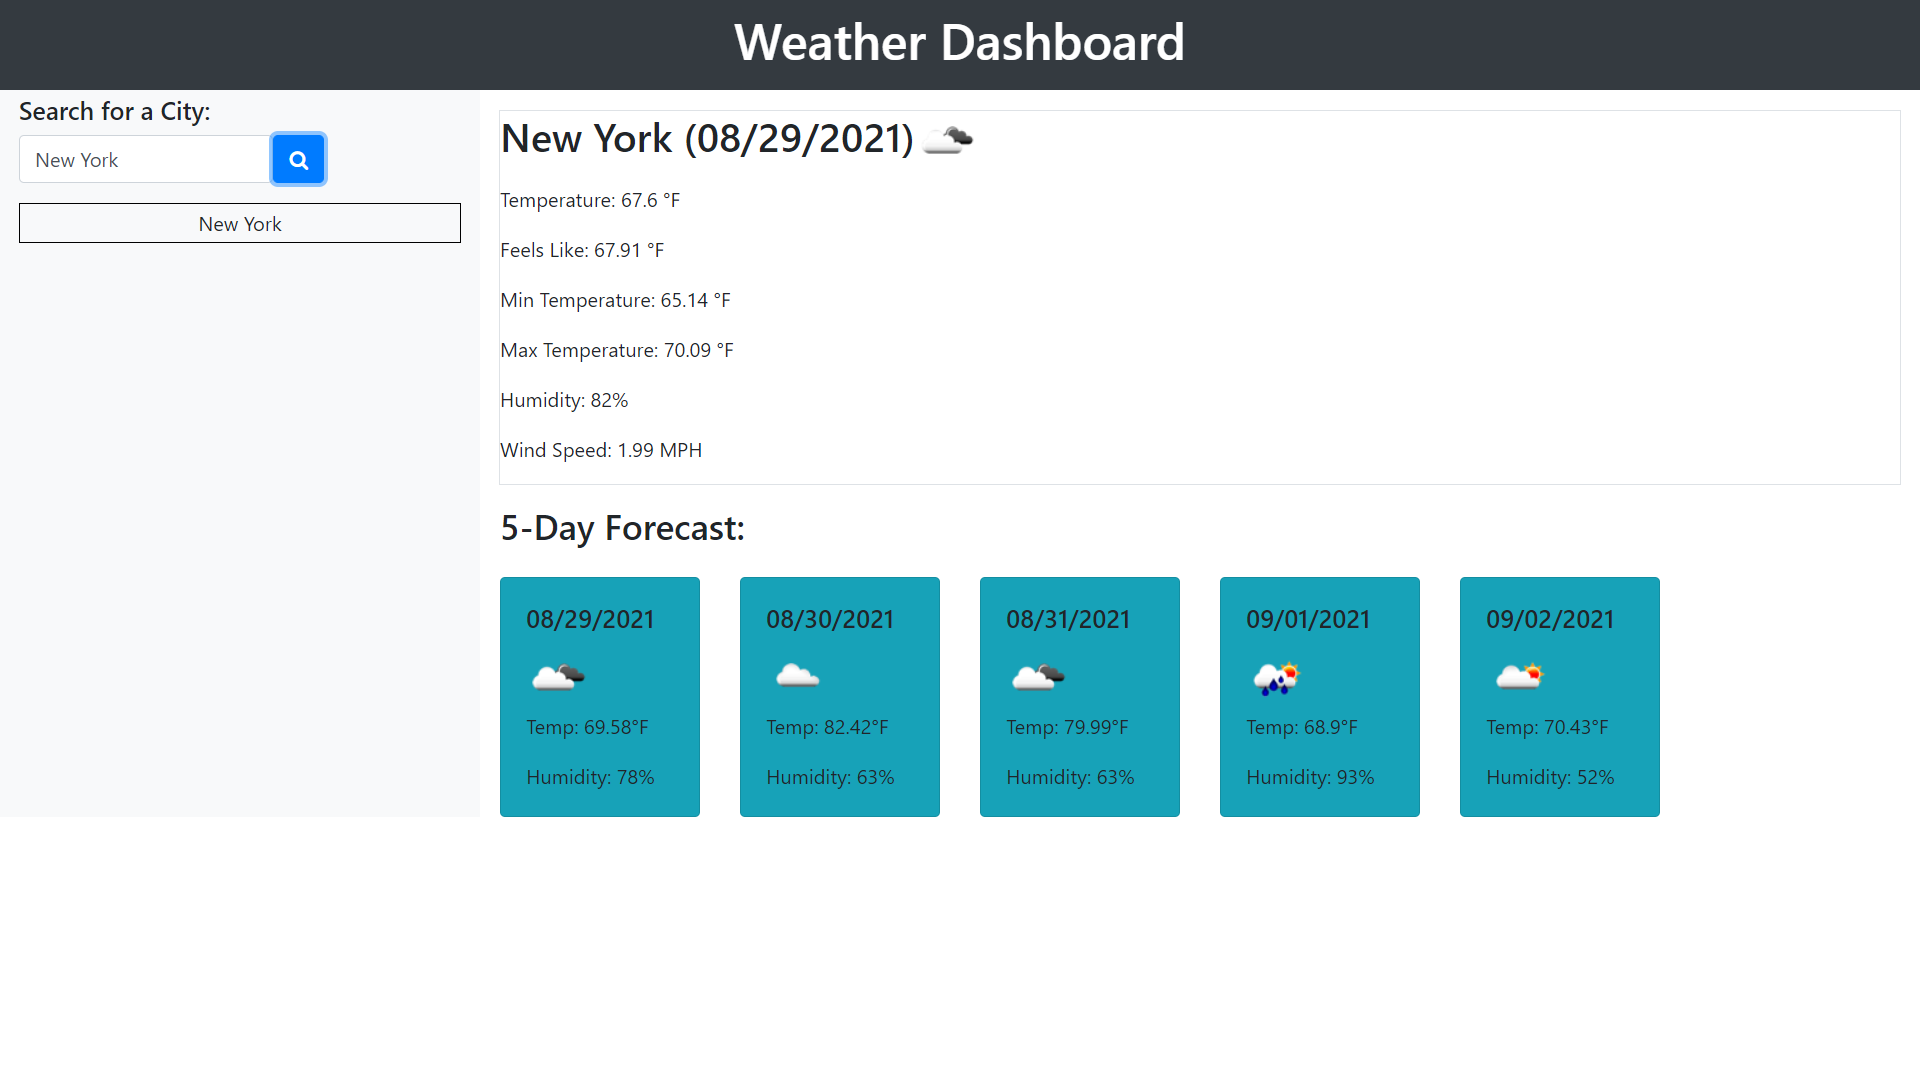 Weather Dashboard
Search for a City:
New York
New York
New York (08/29/2021)
Temperature: 67.6 °F
Feels Like: 67.91 °F
Min Temperature: 65.14 °F
Max Temperature: 70.09 °F
Humidity: 82%
Wind Speed: 1.99 MPH
5-Day Forecast:
08/29/2021
Temp: 69.58°F
Humidity: 78%
08/30/2021
Temp: 82.42°F
Humidity: 63%
08/31/2021
Temp: 79.99°F
Humidity: 63%
09/01/2021
Temp: 68.9°F
Humidity: 93%
09/02/2021
Temp: 70.43°F
Humidity: 52%